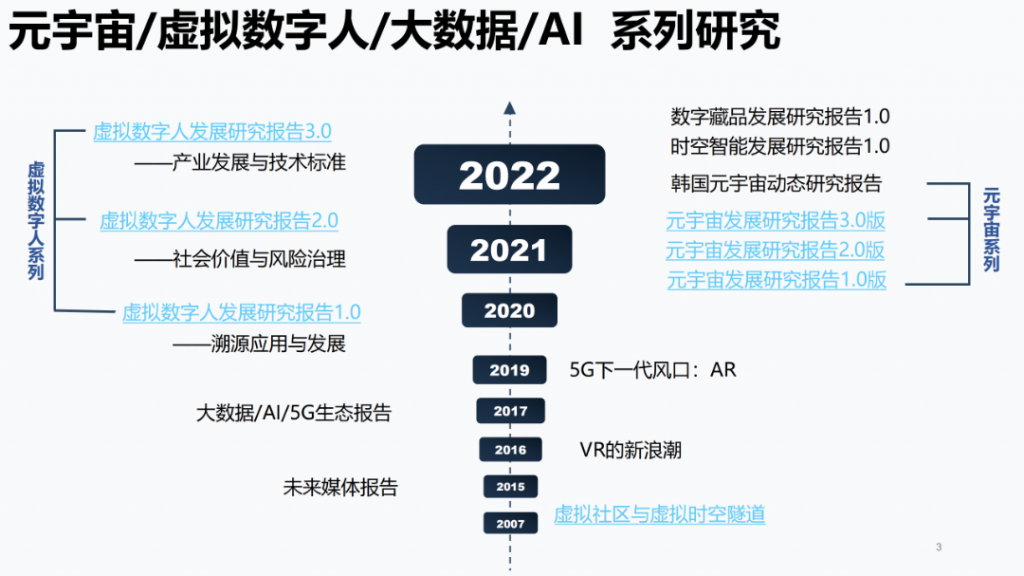 元宇宙/虚拟数字人/大数据/AI 系列研究
虚拟数字人系列
虚拟数字人发展研究报告3.0
——产业发展与技术标准
虚拟数字人发展研究报告2.0
——社会价值与风险治理
虚拟数字人发展研究报告1.0
——溯源应用与发展
大数据/AI/5G生态报告
未来媒体报告
2022
2021
2020
2019
2017
2016
2015
2007
数字藏品发展研究报告1.0
时空智能发展研究报告1.0
韩国元宇宙动态研究报告
元宇宙发展研究报告3.0版
元宇宙发展研究报告2.0版
元宇宙发展研究报告1.0版
元宇宙系列
5G下一代风口：AR
VR的新浪潮
虚拟社区与虚拟时空隧道
3